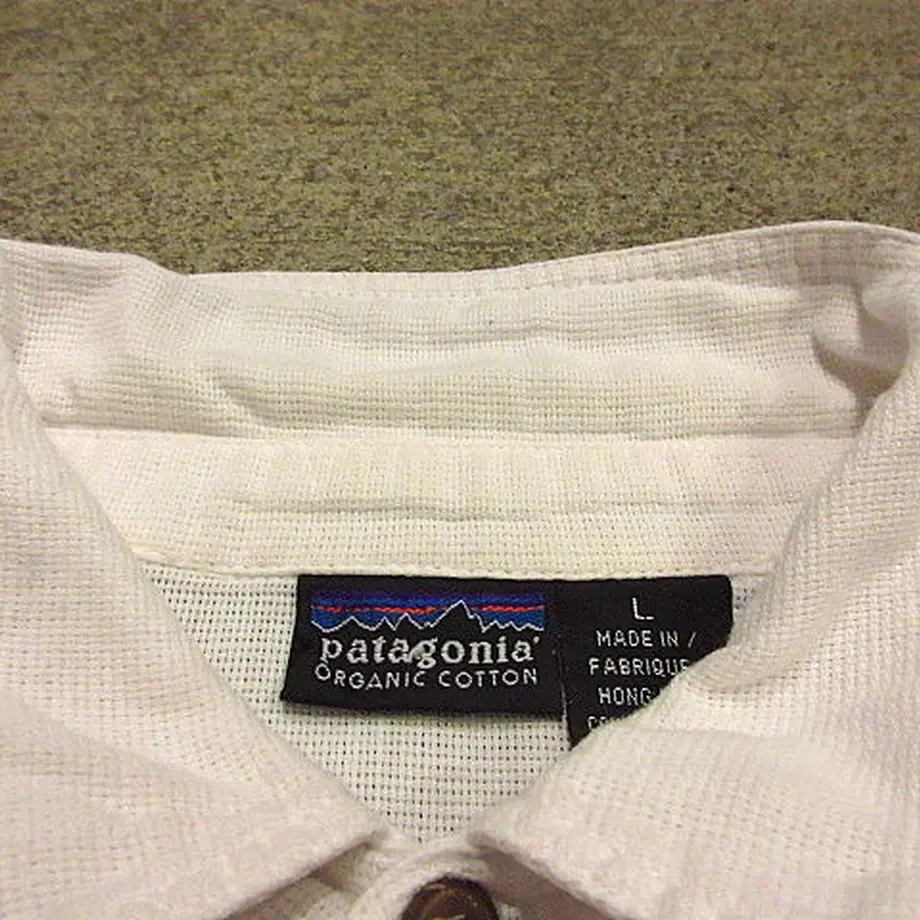 patagonia
ORGANIC COTTON
L
MADE IN /
FABRIQUE
HONG